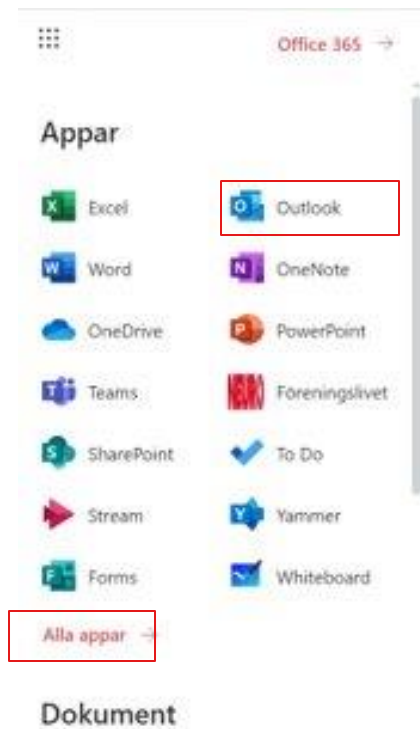 Office 365 →
Appar
Excel Outlook
Word OneNote
OneDrive PowerPoint
Teams Föreningslivet
SharePoint To Do
Stream Yammer
Forms Whiteboard
Alla appar →
Dokument